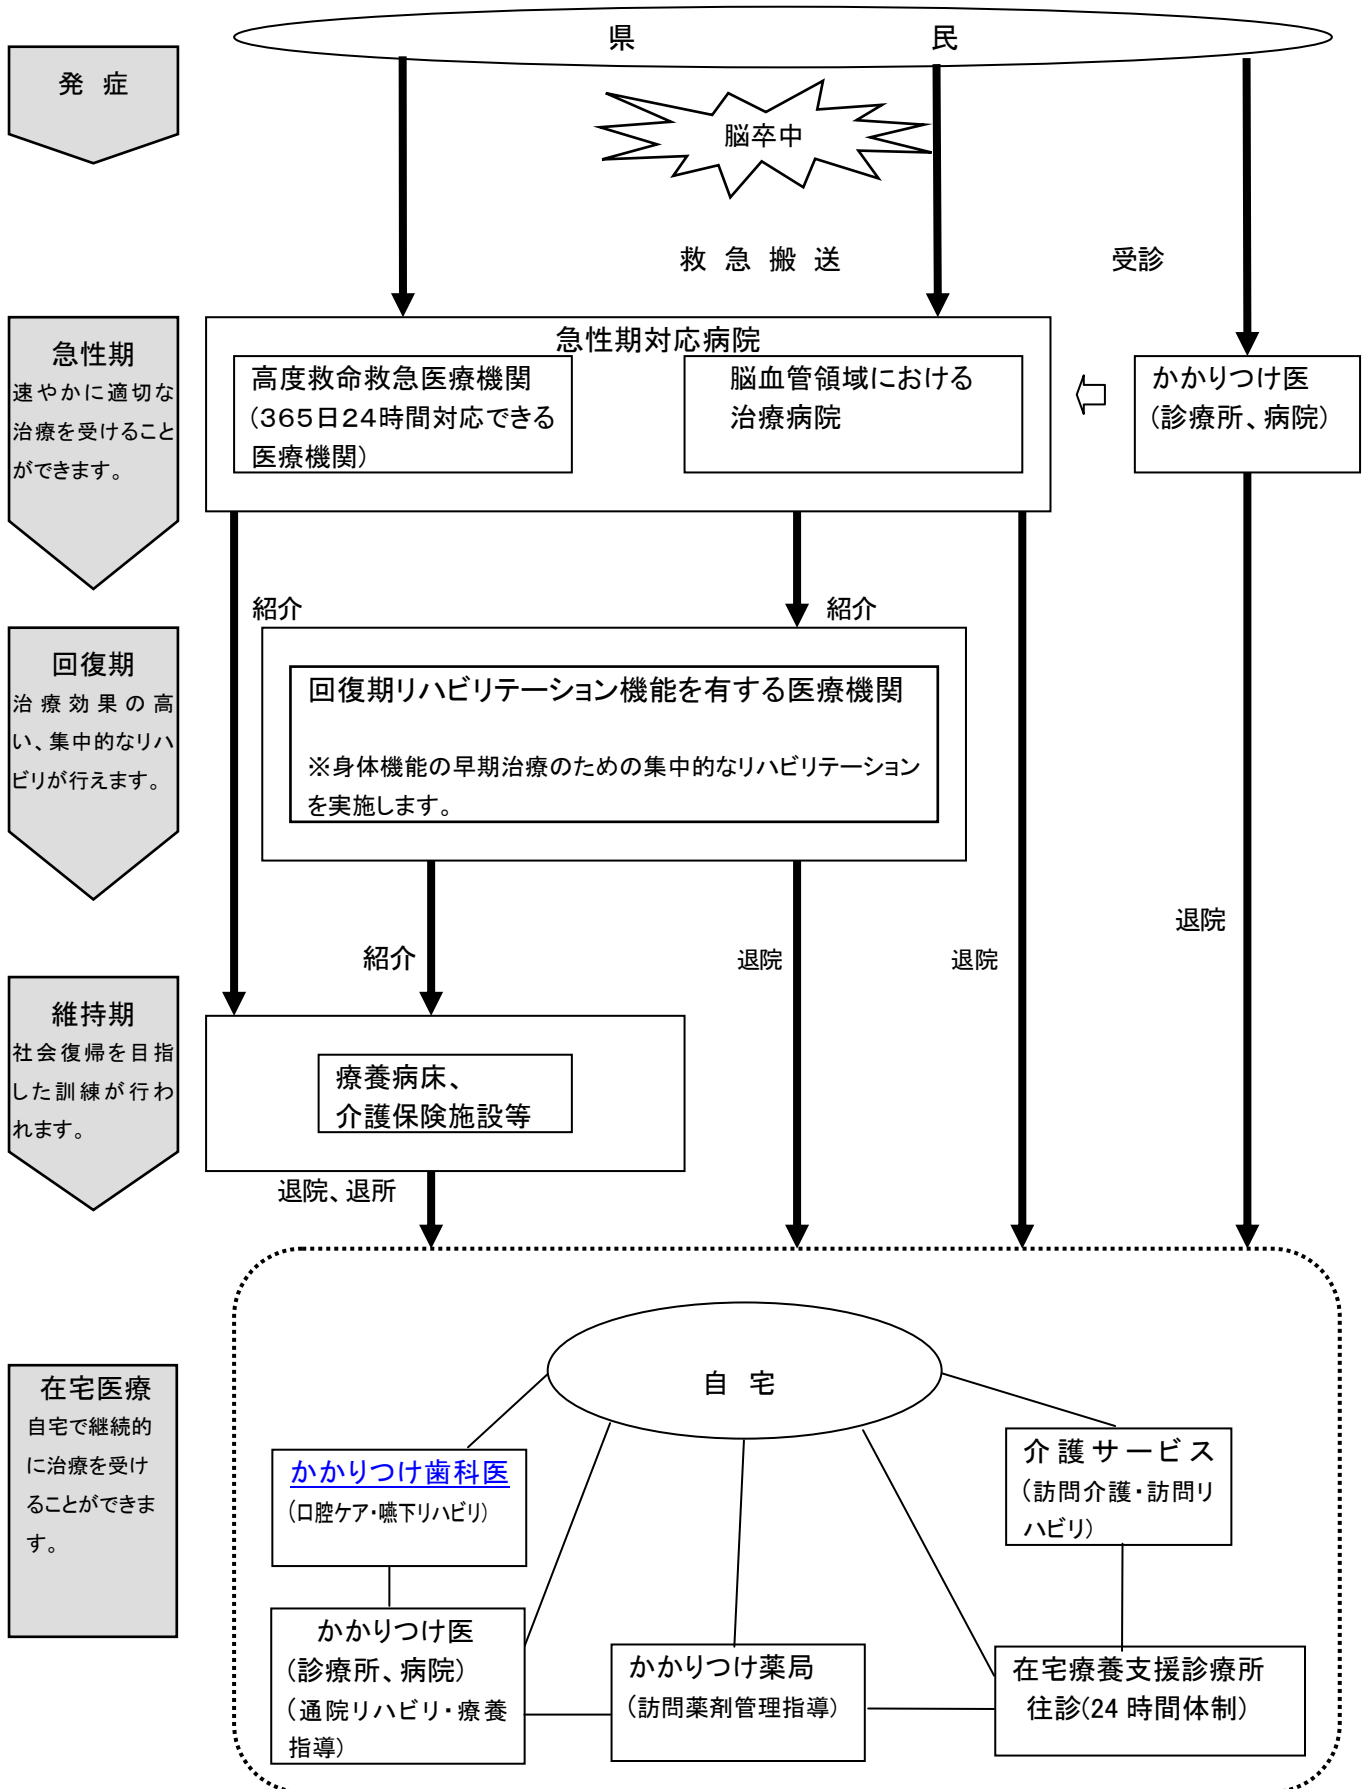 県 民
発 症
脳卒中
救 急 搬 送
受診
急性期
速やかに適切な
治療を受けること
ができます。
急性期対応病院
高度救命救急医療機関
(365日24時間対応できる
医療機関)
脳血管領域における
治療病院
かかりつけ医
(診療所、病院)
紹介
紹介
回復期
治療効果の高
い、集中的なリハ
ビリが行えます。
回復期リハビリテーション機能を有する医療機関
※身体機能の早期治療のための集中的なリハビリテーション
を実施します。
紹介
退院
退院
退院
維持期
社会復帰を目指
した訓練が行わ
れます。
療養病床、
介護保険施設等
退院、退所
在宅医療
自宅で継続的
に治療を受け
ることができま
す。
自 宅
かかりつけ歯科医
(口腔ケア・嚥下リハビリ)
介護サービス
(訪問介護・訪問リ
ハビリ)
かかりつけ医
(診療所、病院)
(通院リハビリ・療養
指導)
かかりつけ薬局
(訪問薬剤管理指導)
在宅療養支援診療所
往診(24時間体制)